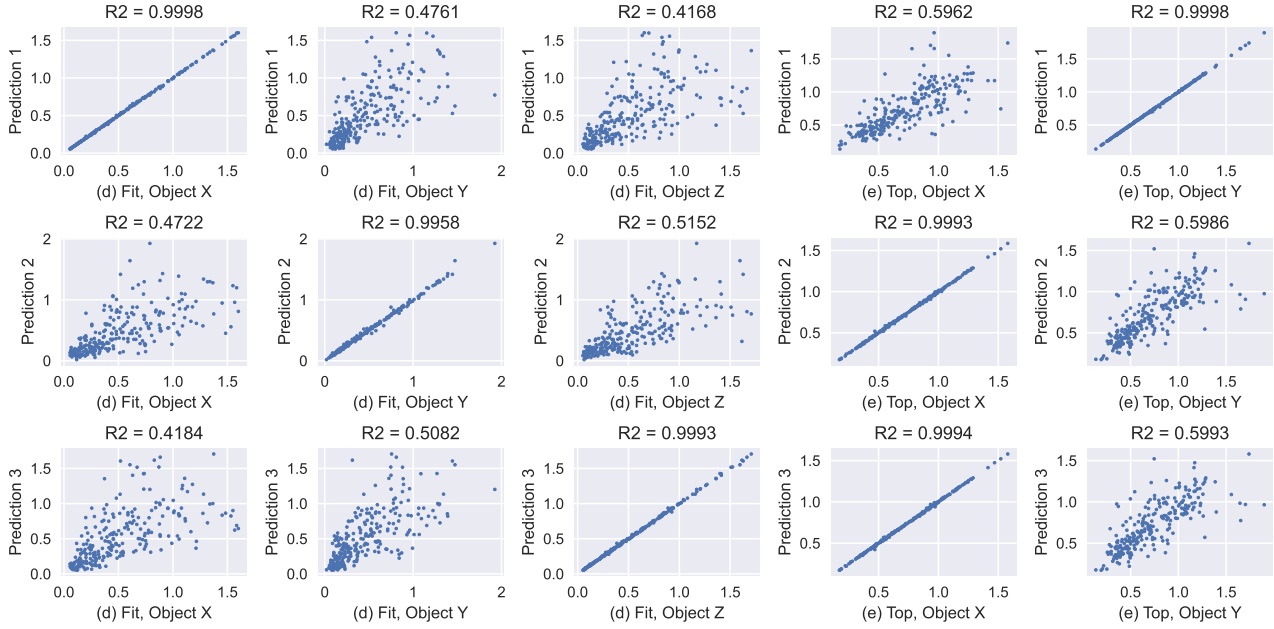 R2 = 0.9998 R2 = 0.4761 R2 = 0.4168 R2 = 0.5962 R2 = 0.9998
Prediction 1 Prediction 1 Prediction 1 Prediction 1 Prediction 1
1.5 1.5 1.5 1.5 1.5
1.0 1.0 1.0 1.0 1.0
0.5 0.5 0.5 0.5 0.5
0.0 0.0 0.0
0.0 0.5 1.0 1.5 0 1 2 0.0 0.5 1.0 1.5 0.5 1.0 1.5 0.5 1.0 1.5
(d) Fit, Object X (d) Fit, Object Y (d) Fit, Object Z (e) Top, Object X (e) Top, Object Y
R2 = 0.4722 R2 = 0.9958 R2 = 0.5152 R2 = 0.9993 R2 = 0.5986
Prediction 2 Prediction 2 Prediction 2 Prediction 2 Prediction 2
2 2 2 1.5 1.5
1 1 1 1.0 1.0
0 0 0 0.5 0.5
0.0 0.5 1.0 1.5 0 1 2 0.0 0.5 1.0 1.5 0.5 1.0 1.5 0.5 1.0 1.5
(d) Fit, Object X (d) Fit, Object Y (d) Fit, Object Z (e) Top, Object X (e) Top, Object Y
R2 = 0.4184 R2 = 0.5082 R2 = 0.9993 R2 = 0.9994 R2 = 0.5993
Prediction 3 Prediction 3 Prediction 3 Prediction 3 Prediction 3
1.5 1.5 1.5 1.5 1.5
1.0 1.0 1.0 1.0 1.0
0.5 0.5 0.5 0.5 0.5
0.0 0.0 0.0
0.0 0.5 1.0 1.5 0 1 2 0.0 0.5 1.0 1.5 0.5 1.0 1.5 0.5 1.0 1.5
(d) Fit, Object X (d) Fit, Object Y (d) Fit, Object Z (e) Top, Object X (e) Top, Object Y